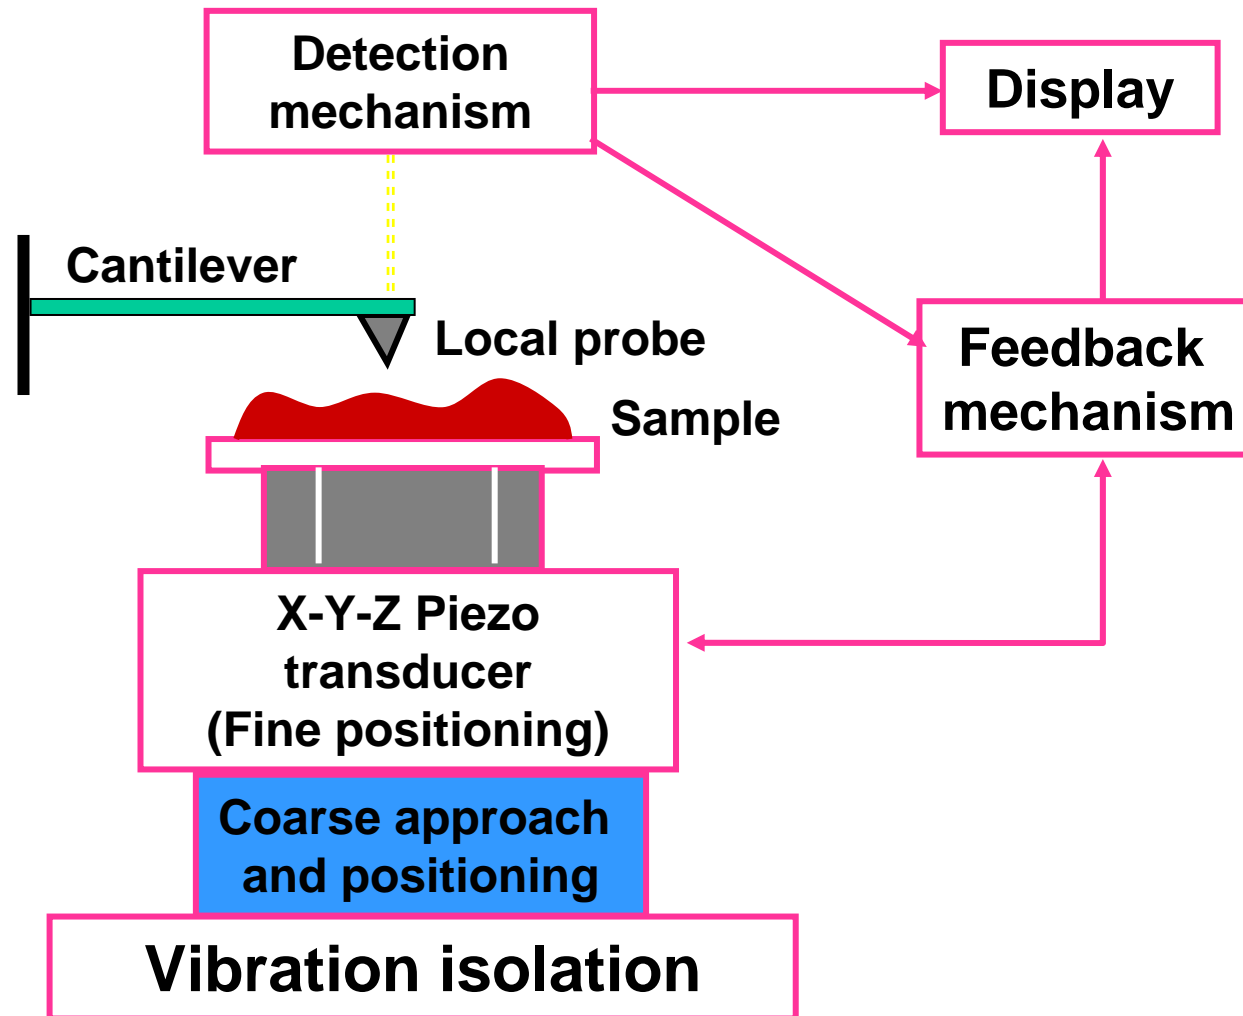 Detection
mechanism
Display
Cantilever
Local probe
Feedback
mechanism
Sample
X-Y-Z Piezo
transducer
(Fine positioning)
Coarse approach
and positioning
Vibration isolation